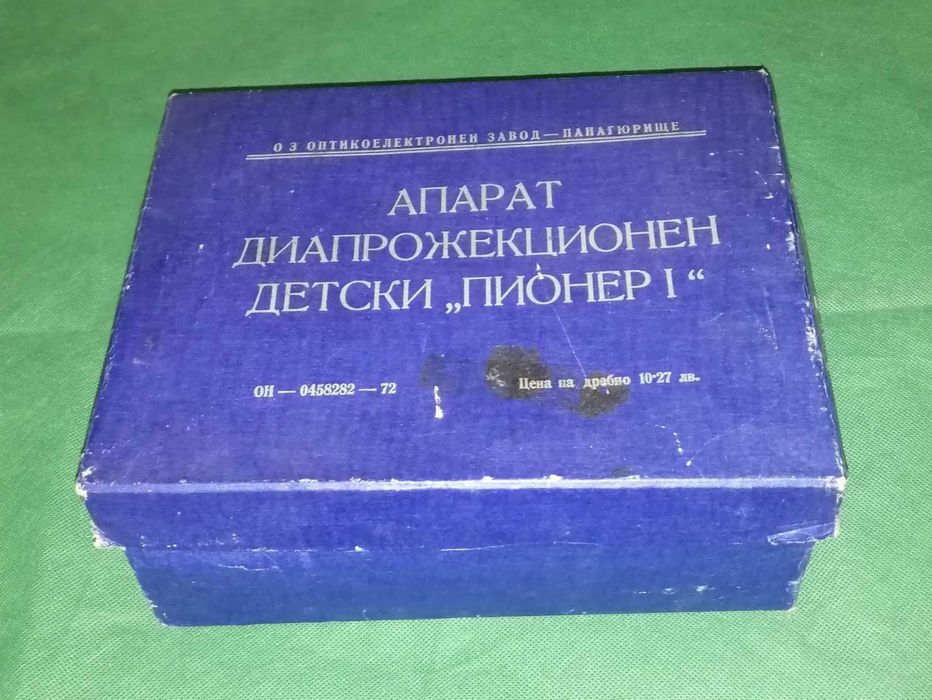 О З ОПТИКОЕЛЕКТРОНЕН ЗАВОД — ПАНАГЮРИЩЕ
АПАРАТ
ДИАПРОЖЕКЦИОНЕН
ДЕТСКИ „ПИОНЕР I“
ОН — 0458282 — 72 Цена на дребно 10·27 лв.